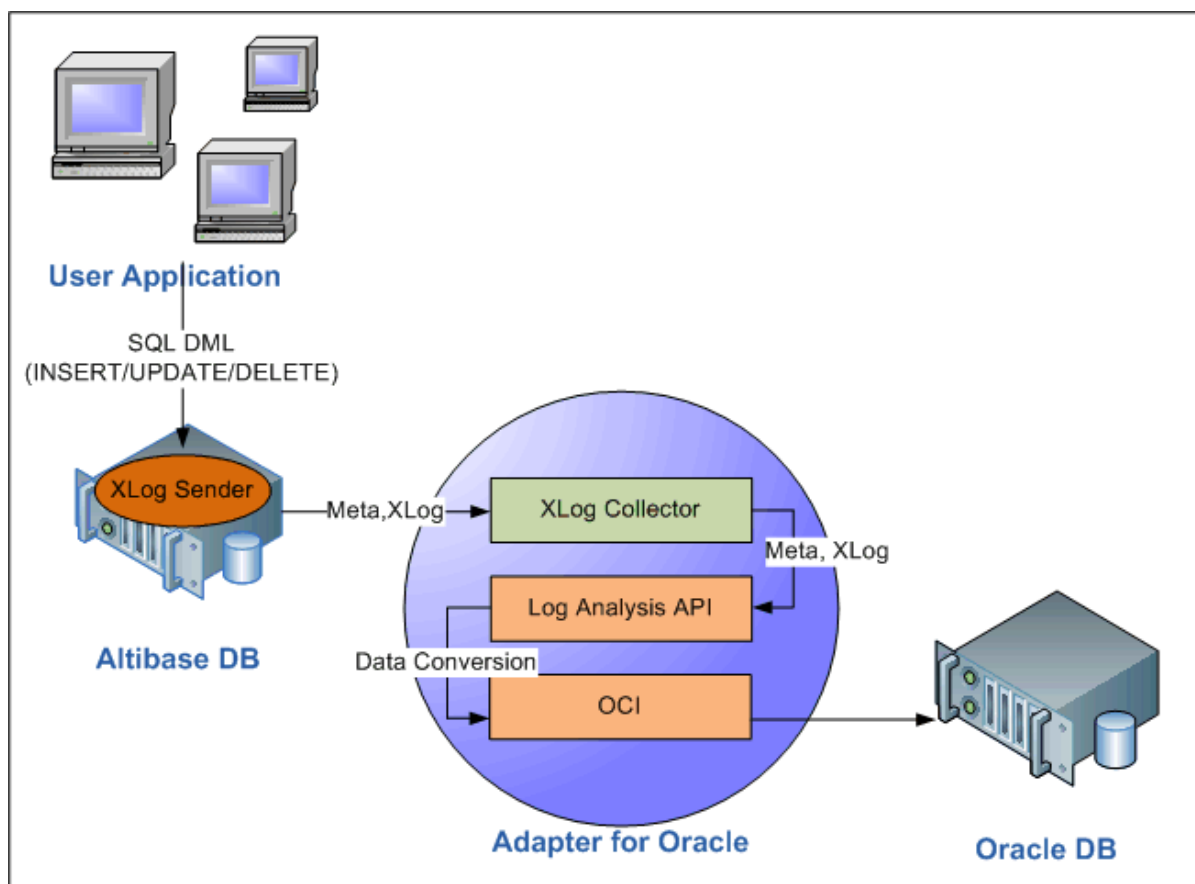 User Application
SQL DML
(INSERT/UPDATE/DELETE)
XLog Sender
Altibase DB
Meta,XLog
XLog Collector
Meta, XLog
Log Analysis API
Data Conversion
OCI
Adapter for Oracle
Oracle DB